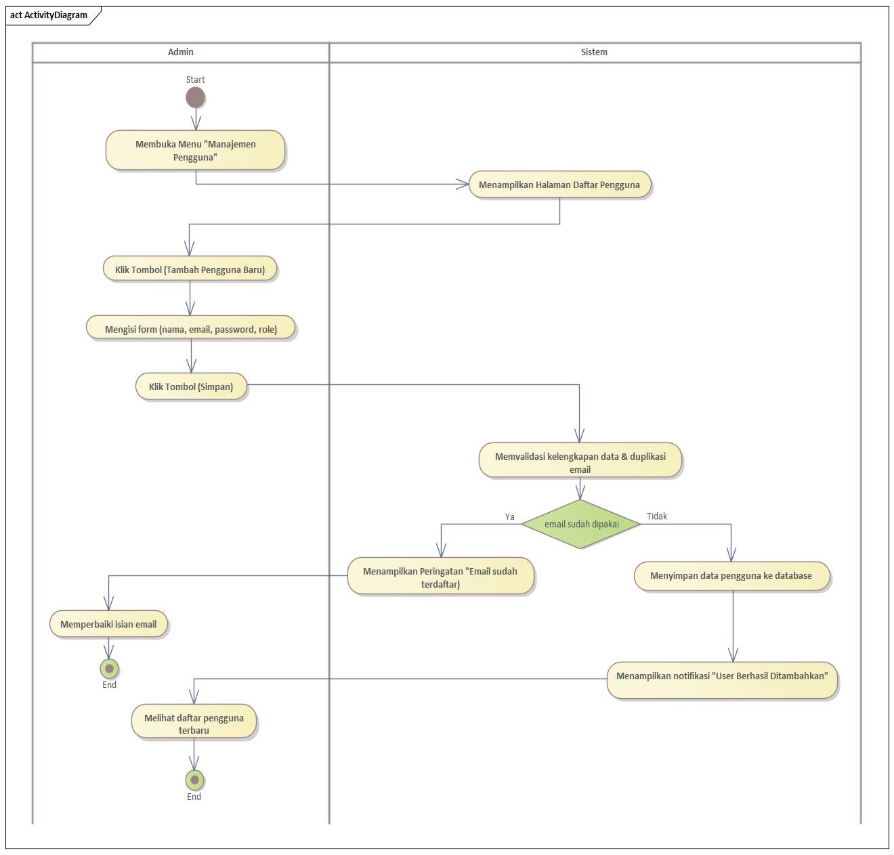 act ActivityDiagram
Admin
Sistem
Start
Membuka Menu "Manajemen
Pengguna"
Menampilkan Halaman Daftar Pengguna
Klik Tombol (Tambah Pengguna Baru)
Mengisi form (nama, email, password, role)
Klik Tombol (Simpan)
Memvalidasi kelengkapan data & duplikasi
email
Ya
email sudah dipakai
Tidak
Menampilkan Peringatan "Email sudah
terdaftar)
Menyimpan data pengguna ke database
Memperbaiki isian email
End
Menampilkan notifikasi "User Berhasil Ditambahkan"
Melihat daftar pengguna
terbaru
End